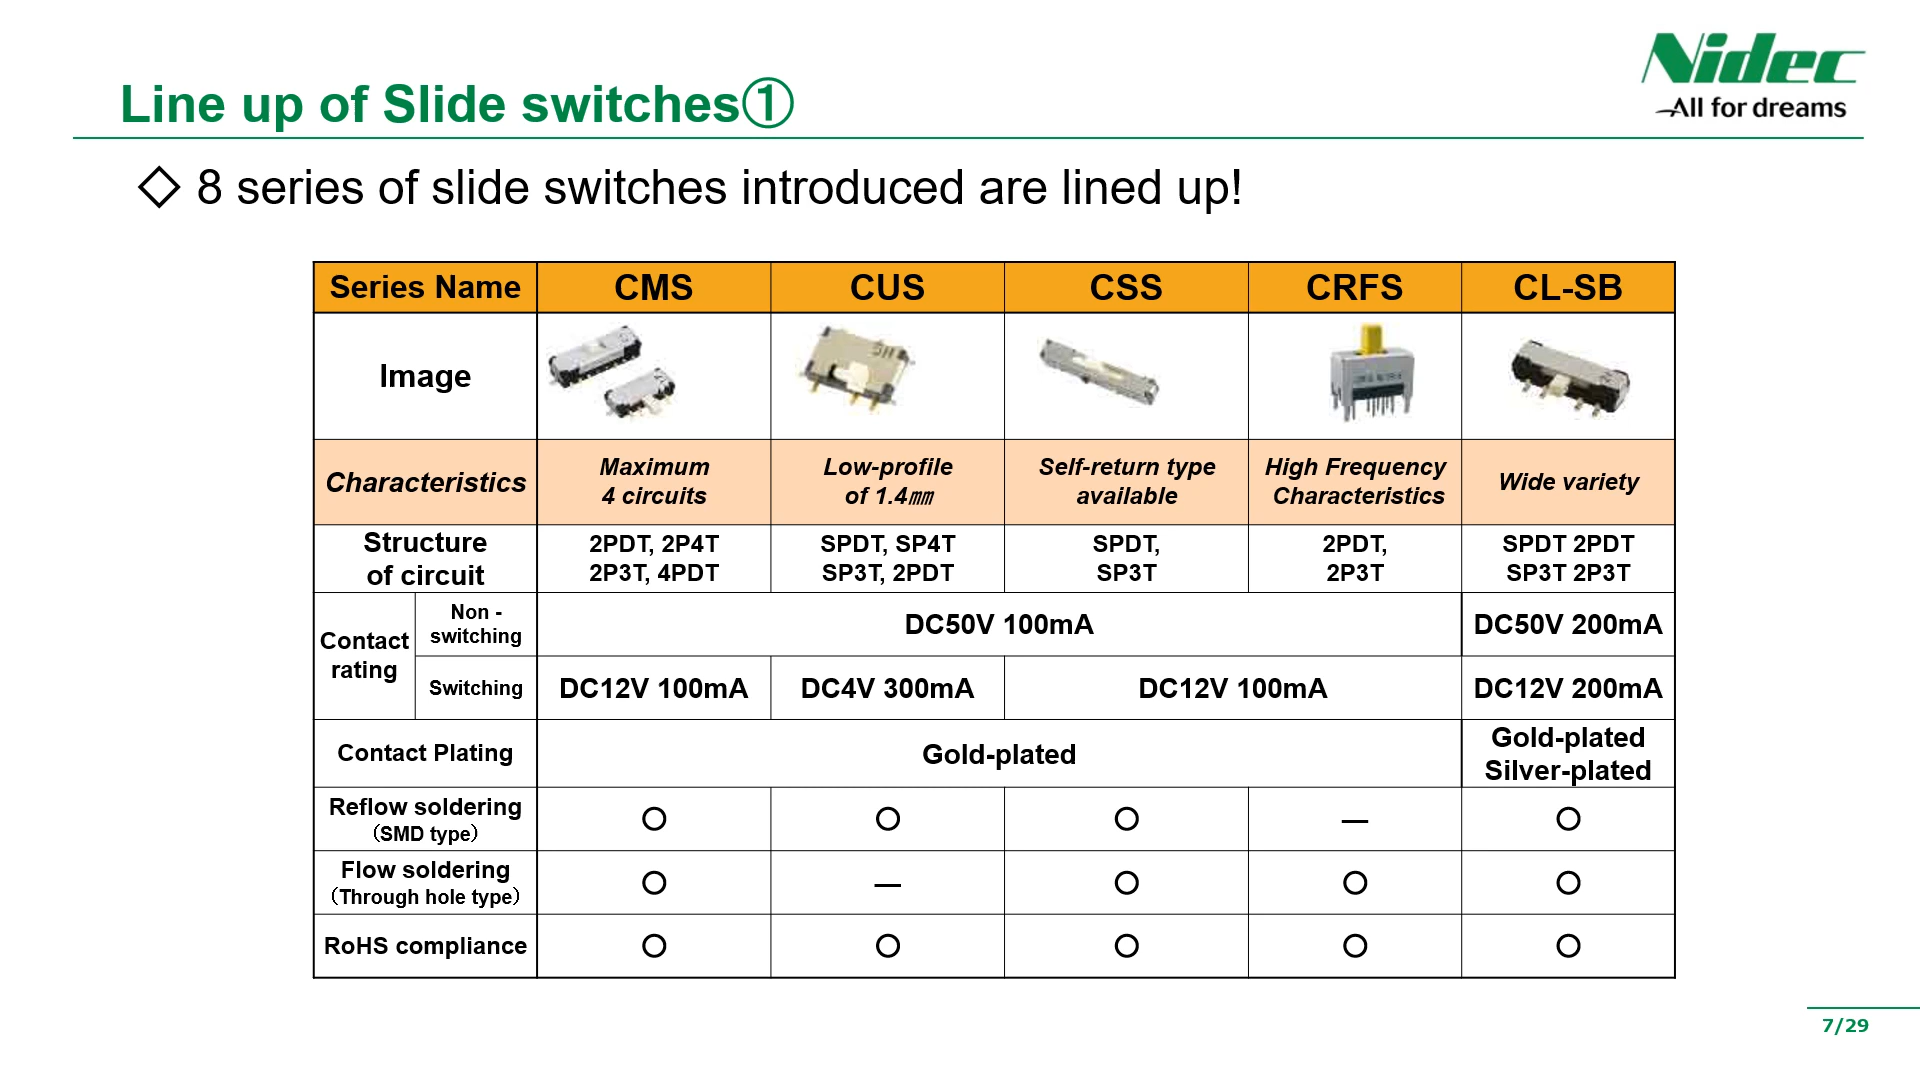 Nidec
All for dreams
Line up of Slide switches①
◇ 8 series of slide switches introduced are lined up!
Series Name CMS CUS CSS CRFS CL-SB
Image
Characteristics
Maximum
4 circuits
Low-profile
of 1.4㎜
Self-return type
available
High Frequency
Characteristics
Wide variety
Structure
of circuit
2PDT, 2P4T
2P3T, 4PDT
SPDT, SP4T
SP3T, 2PDT
SPDT,
SP3T
2PDT,
2P3T
SPDT 2PDT
SP3T 2P3T
Contact
rating
Non -
switching
DC50V 100mA DC50V 200mA
Switching DC12V 100mA DC4V 300mA DC12V 100mA DC12V 200mA
Contact Plating Gold-plated
Gold-plated
Silver-plated
Reflow soldering
（SMD type）
〇 〇 〇 ― 〇
Flow soldering
（Through hole type）
〇 ― 〇 〇 〇
RoHS compliance 〇 〇 〇 〇 〇
7/29